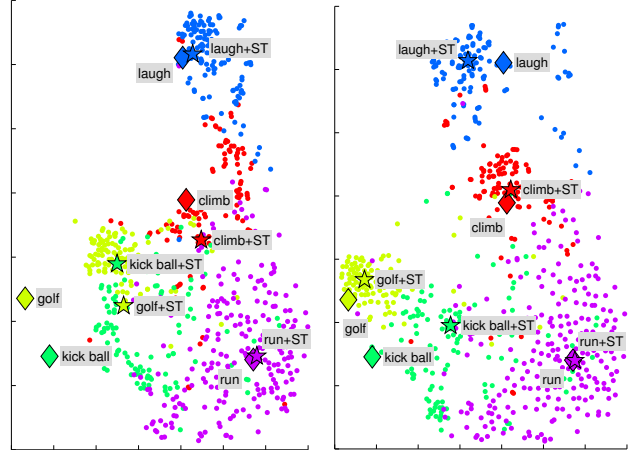 laugh+ST
laugh
climb
climb+ST
kick ball+ST
golf
golf+ST
run+ST
kick ball
run
laugh+ST
laugh
climb+ST
climb
golf+ST
golf
kick ball+ST
run+ST
kick ball
run